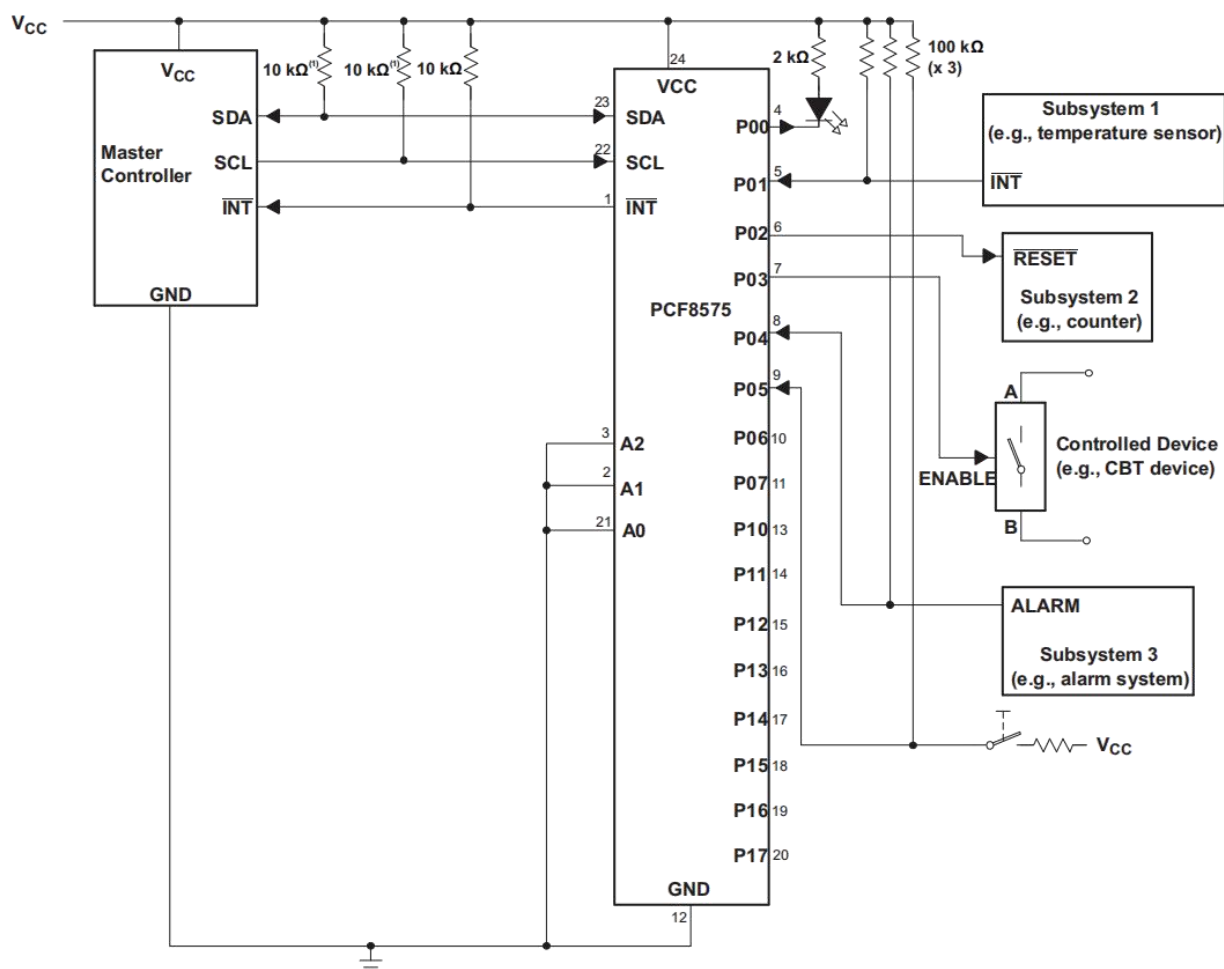 VCC
VCC
SDA
SCL
INT
Master
Controller
GND
10 kΩ(1)
10 kΩ(1)
10 kΩ
24
VCC
23
SDA
22
SCL
1
INT
PCF8575
3
A2
2
A1
21
A0
GND
12
P00
4
P01
5
P02
6
P03
7
P04
8
P05
9
P06 10
P07 11
P10 13
P11 14
P12 15
P13 16
P14 17
P15 18
P16 19
P17 20
2 kΩ
100 kΩ
(x 3)
Subsystem 1
(e.g., temperature sensor)
INT
RESET
Subsystem 2
(e.g., counter)
A
ENABLE
B
Controlled Device
(e.g., CBT device)
ALARM
Subsystem 3
(e.g., alarm system)
VCC